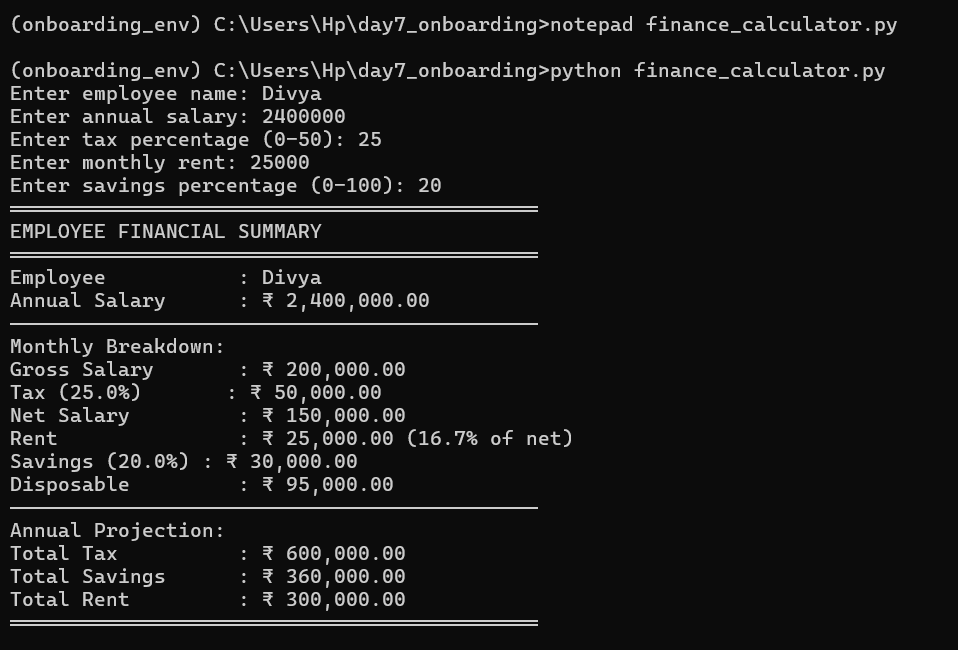 (onboarding_env) C:\Users\Hp\day7_onboarding>notepad finance_calculator.py
(onboarding_env) C:\Users\Hp\day7_onboarding>python finance_calculator.py
Enter employee name: Divya
Enter annual salary: 2400000
Enter tax percentage (0–50): 25
Enter monthly rent: 25000
Enter savings percentage (0–100): 20
EMPLOYEE FINANCIAL SUMMARY
Employee           : Divya
Annual Salary      : ₹ 2,400,000.00
Monthly Breakdown:
Gross Salary       : ₹ 200,000.00
Tax (25.0%)       : ₹ 50,000.00
Net Salary         : ₹ 150,000.00
Rent               : ₹ 25,000.00 (16.7% of net)
Savings (20.0%) : ₹ 30,000.00
Disposable         : ₹ 95,000.00
Annual Projection:
Total Tax          : ₹ 600,000.00
Total Savings      : ₹ 360,000.00
Total Rent         : ₹ 300,000.00